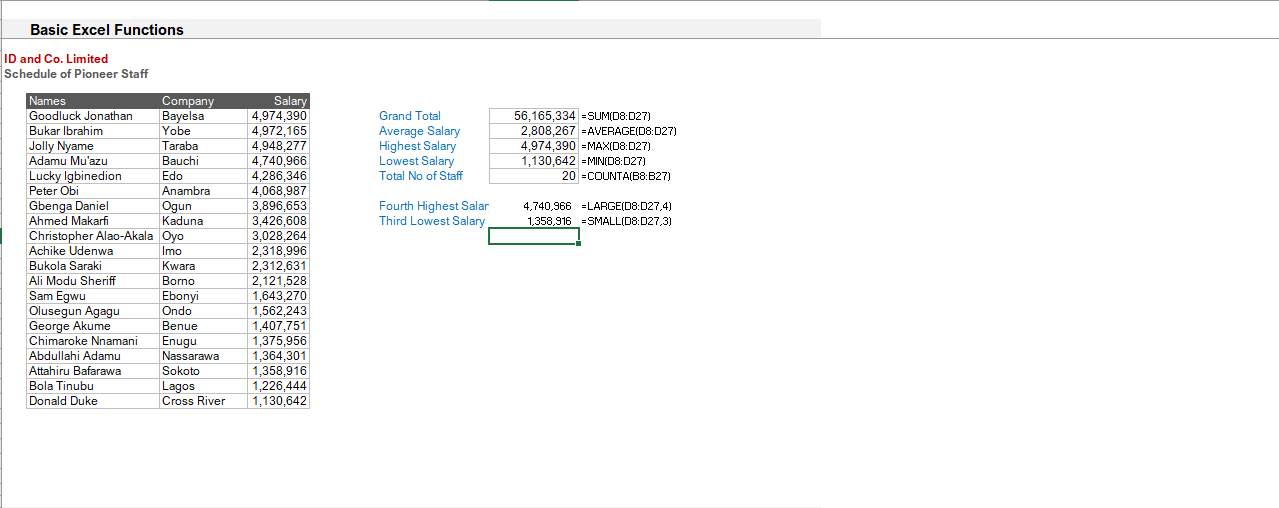 Basic Excel Functions
ID and Co. Limited
Schedule of Pioneer Staff
Names Company Salary
Goodluck Jonathan Bayelsa 4,974,390 Grand Total 56,165,334 =SUM(D8:D27)
Bukar Ibrahim Yobe 4,972,165 Average Salary 2,808,267 =AVERAGE(D8:D27)
Jolly Nyame Taraba 4,948,277 Highest Salary 4,974,390 =MAX(D8:D27)
Adamu Mu'azu Bauchi 4,740,966 Lowest Salary 1,130,642 =MIN(D8:D27)
Lucky Igbinedion Edo 4,286,346 Total No of Staff 20 =COUNTA(B8:B27)
Peter Obi Anambra 4,068,987
Gbenga Daniel Ogun 3,896,653 Fourth Highest Salar 4,740,966 =LARGE(D8:D27,4)
Ahmed Makarfi Kaduna 3,426,608 Third Lowest Salary 1,358,916 =SMALL(D8:D27,3)
Christopher Alao-Akala Oyo 3,028,264
Achike Udenwa Imo 2,318,996
Bukola Saraki Kwara 2,312,631
Ali Modu Sheriff Borno 2,121,528
Sam Egwu Ebonyi 1,643,270
Olusegun Agagu Ondo 1,562,243
George Akume Benue 1,407,751
Chimaroke Nnamani Enugu 1,375,956
Abdullahi Adamu Nassarawa 1,364,301
Attahiru Bafarawa Sokoto 1,358,916
Bola Tinubu Lagos 1,226,444
Donald Duke Cross River 1,130,642